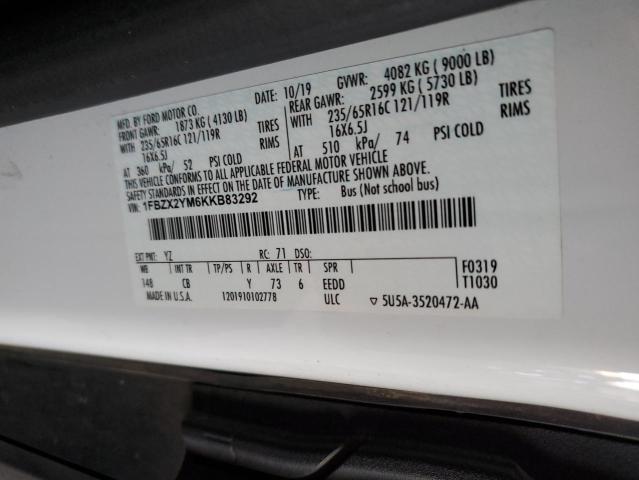 MFD. BY FORD MOTOR CO.
DATE: 10/19 GVWR: 4082 KG ( 9000 LB)
FRONT GAWR: 1873 KG ( 4130 LB)
REAR GAWR: 2599 KG ( 5730 LB)
WITH 235/65R16C 121/119R TIRES
WITH 235/65R16C 121/119R TIRES
16X6.5J RIMS
16X6.5J RIMS
AT 360 kPa/ 52 PSI COLD
AT 510 kPa/ 74 PSI COLD
THIS VEHICLE CONFORMS TO ALL APPLICABLE FEDERAL MOTOR VEHICLE
SAFETY STANDARDS IN EFFECT ON THE DATE OF MANUFACTURE SHOWN ABOVE.
VIN: 1FBZX2YM6KKB83292 TYPE: Bus (Not school bus)
EXT PNT: YZ RC: 71 DSO:
WB INT TR TP/PS R AXLE TR SPR
148 CB Y 73 6 EEDD
F0319
T1030
MADE IN U.S.A. 1201910102778 ULC ▽ 5U5A-3520472-AA